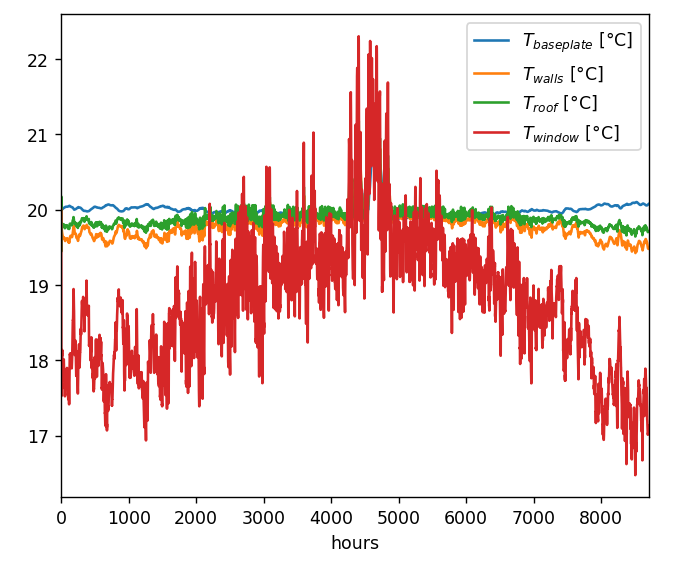 22
21
20
19
18
17
T_baseplate [°C]
T_walls [°C]
T_roof [°C]
T_window [°C]
0 1000 2000 3000 4000 5000 6000 7000 8000
hours